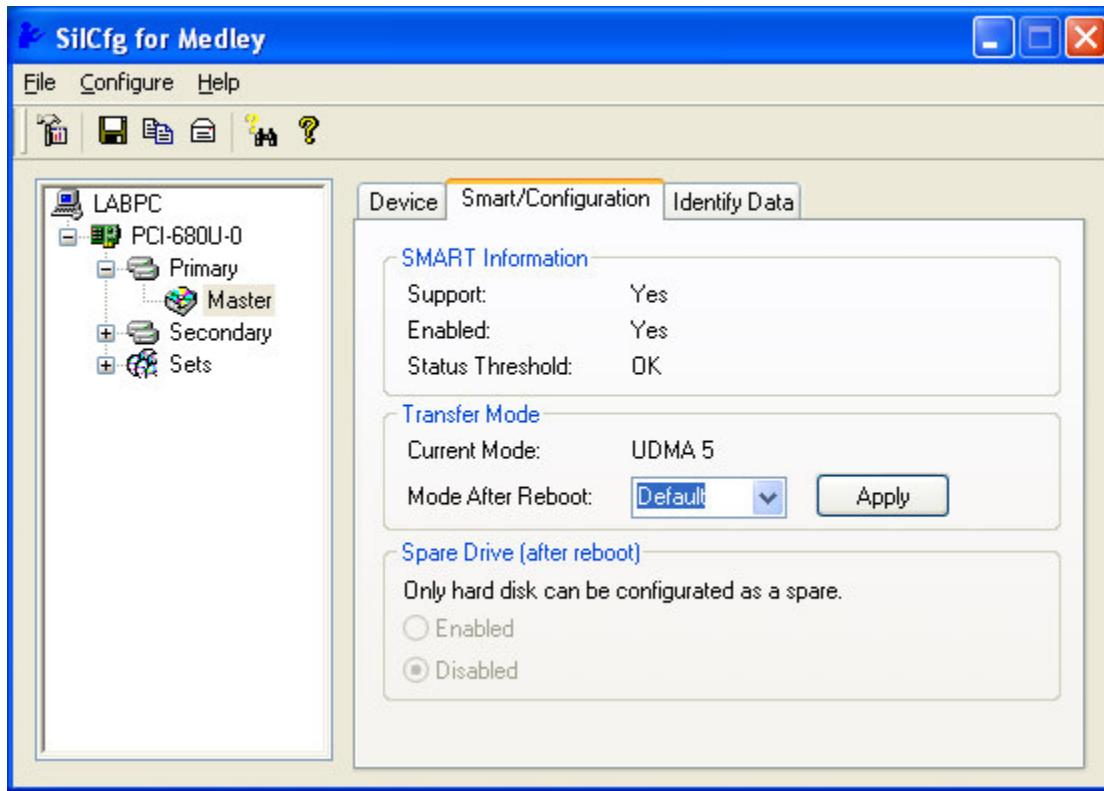 SilCfg for Medley
File Configure Help
LABPC
PCI-680U-0
Primary
Master
Secondary
Sets
Device Smart/Configuration Identify Data
SMART Information
Support: Yes
Enabled: Yes
Status Threshold: OK
Transfer Mode
Current Mode: UDMA 5
Mode After Reboot: Default Apply
Spare Drive (after reboot)
Only hard disk can be configurated as a spare.
Enabled
Disabled